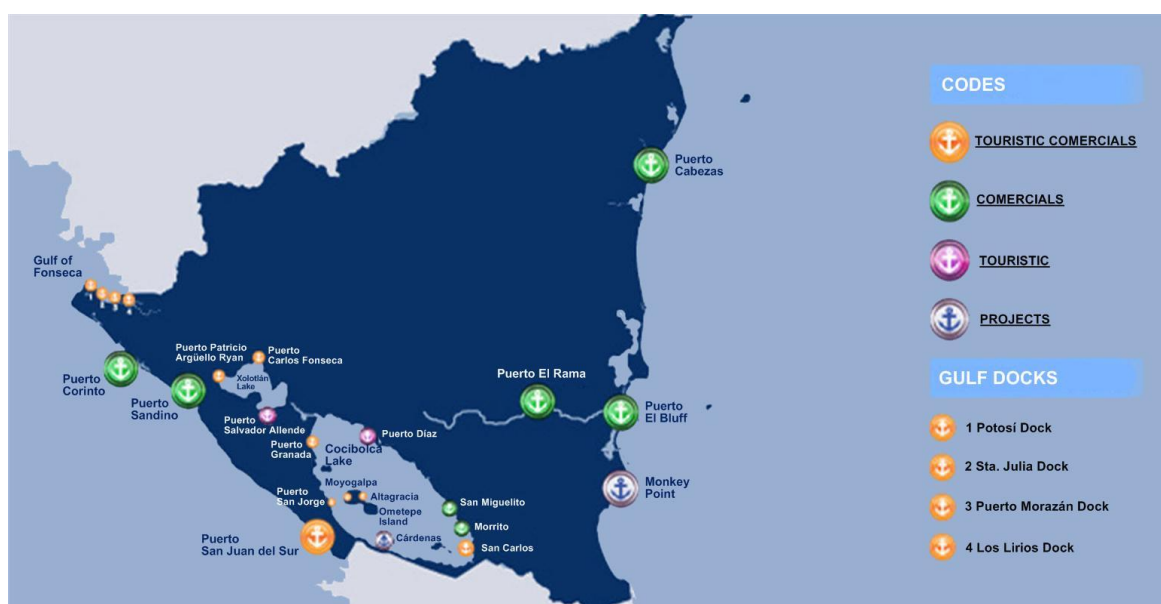 CODES
TOURISTIC COMERCIALS
COMERCIALS
TOURISTIC
PROJECTS
GULF DOCKS
1 Potosí Dock
2 Sta. Julia Dock
3 Puerto Morazán Dock
4 Los Lirios Dock
Puerto
Cabezas
Gulf of
Fonseca
1
2
3
4
Puerto Patricio
Argüello Ryan
Puerto
Carlos Fonseca
Xolotlán
Lake
Puerto
Corinto
Puerto
Sandino
Puerto
Salvador Allende
Puerto El Rama
Puerto
El Bluff
Puerto
Granada
Cocibolca
Lake
Puerto Díaz
Monkey
Point
Moyogalpa
Puerto
San Jorge
Altagracia
Ometepe
Island
San Miguelito
Morrito
Puerto
San Juan del Sur
Cárdenas
San Carlos